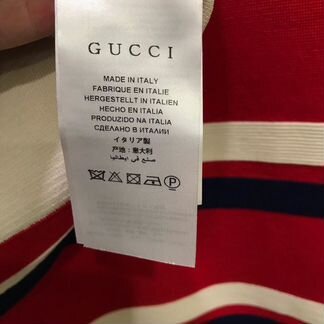 GUCCI
MADE IN ITALY
FABRIQUE EN ITALIE
HERGESTELLT IN ITALIEN
HECHO EN ITALIA
PRODUZIDO NA ITALIA
СДЕЛАНО В ИТАЛИИ
イタリア製
产地：意大利
صنع في ايطاليا
P